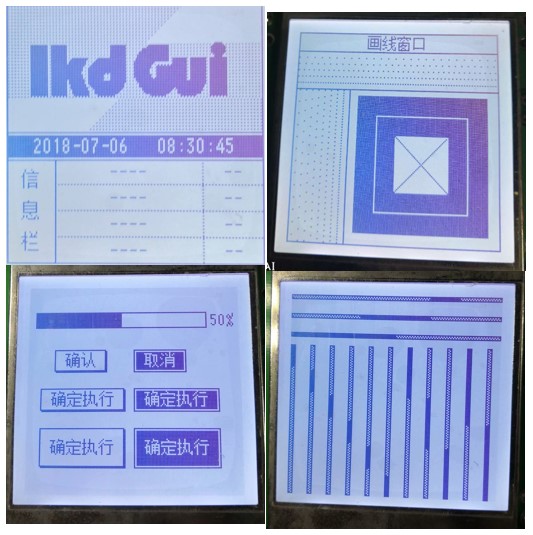 lkd Gui
2018-07-06 08:30:45
信息栏
---- --
---- --
---- --
---- --
画线窗口
50%
确认 取消
确定执行 确定执行
确定执行 确定执行